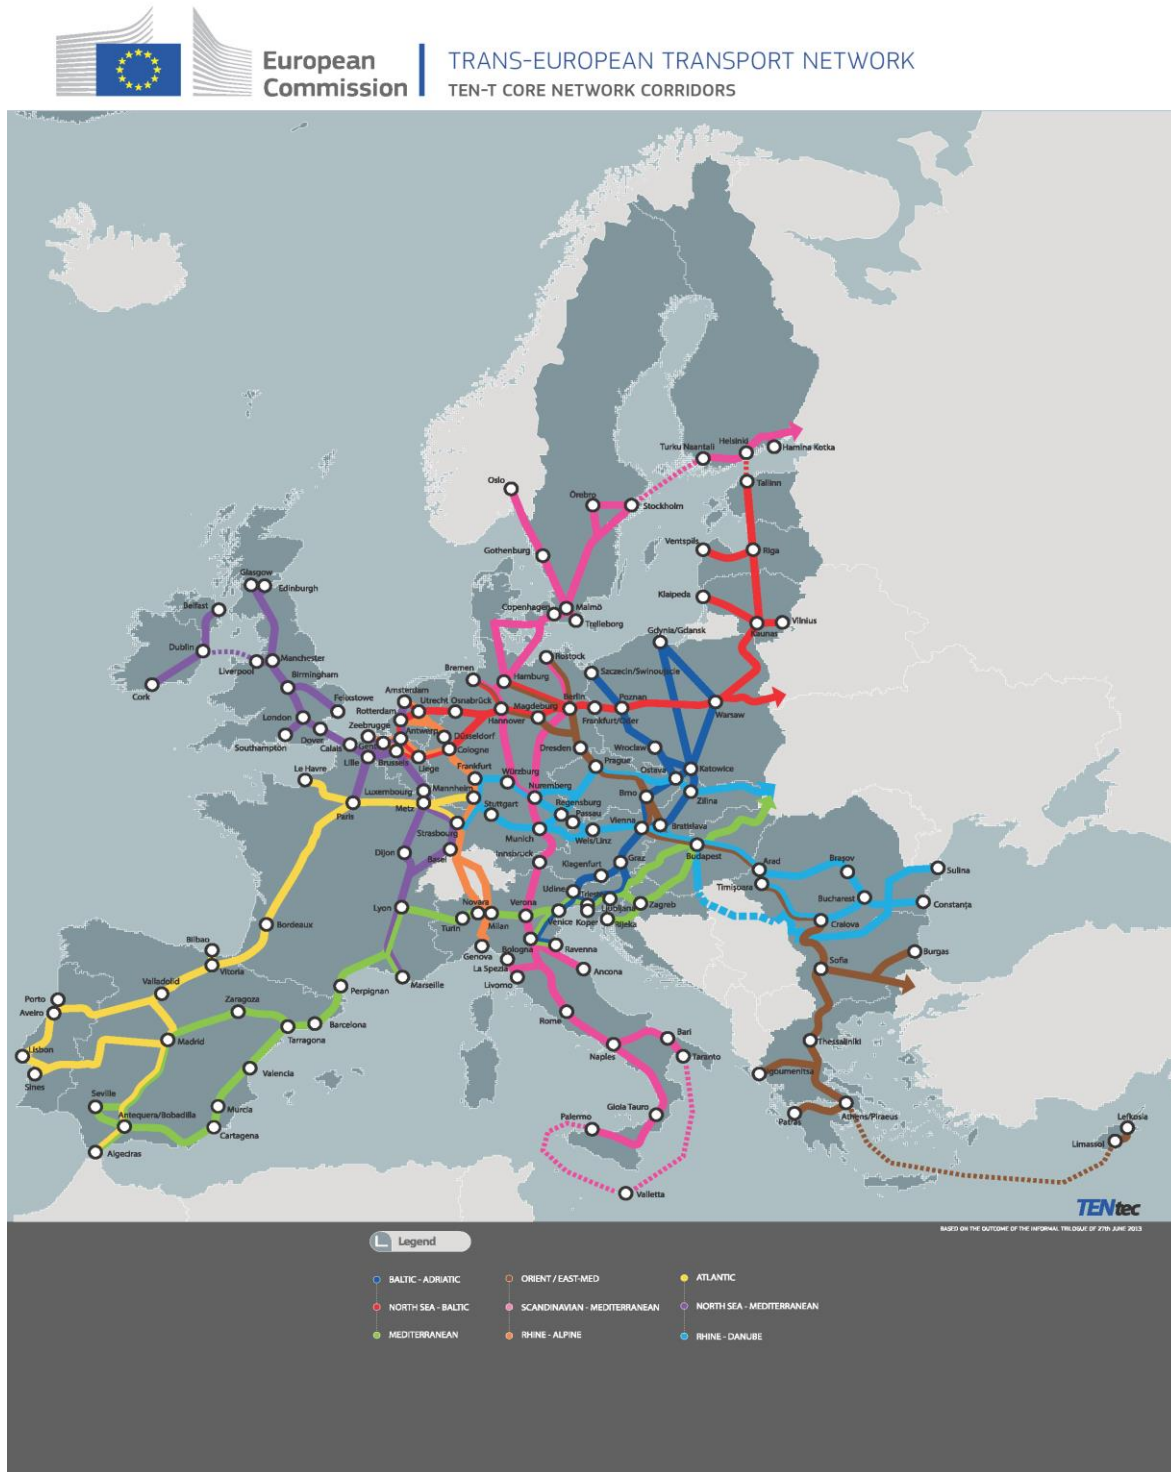 European
Commission
TRANS-EUROPEAN TRANSPORT NETWORK
TEN-T CORE NETWORK CORRIDORS
Helsinki
Turku Naantali
Hamina Kotka
Tallinn
Oslo
Örebro
Stockholm
Gothenburg
Ventspils
Riga
Glasgow
Edinburgh
Klaipeda
Belfast
Copenhagen
Malmö
Trelleborg
Kaunas
Vilnius
Gdynia/Gdansk
Dublin
Liverpool
Manchester
Rostock
Birmingham
Bremen
Hamburg
Szczecin/Swinoujscie
Cork
Felixstowe
Amsterdam
Utrecht
Osnabrück
Berlin
Poznan
Magdeburg
Rotterdam
Hannover
Frankfurt/Oder
Warsaw
London
Zeebrugge
Dover
Antwerp
Düsseldorf
Southampton
Calais
Gent
Cologne
Dresden
Wrocław
Lille
Brussels
Liege
Prague
Le Havre
Frankfurt
Würzburg
Ostava
Katowice
Luxembourg
Mannheim
Nuremberg
Brno
Zilina
Paris
Metz
Stuttgart
Regensburg
Passau
Strasbourg
Vienna
Bratislava
Munich
Wels/Linz
Dijon
Basel
Innsbruck
Budapest
Graz
Klagenfurt
Arad
Braşov
Sulina
Udine
Timişoara
Lyon
Novara
Verona
Ljubljana
Zagreb
Bucharest
Constanţa
Turin
Milan
Venice
Koper
Rijeka
Craiova
Bordeaux
Genova
Bologna
Ravenna
Bilbao
Vitoria
La Spezia
Ancona
Sofia
Burgas
Marseille
Livorno
Valladolid
Perpignan
Porto
Aveiro
Zaragoza
Rome
Barcelona
Madrid
Tarragona
Bari
Thessaliniki
Lisbon
Naples
Taranto
Sines
Valencia
Igoumenitsa
Seville
Murcia
Gioia Tauro
Antequera/Bobadilla
Palermo
Patras
Athens/Piraeus
Lefkosia
Cartagena
Limassol
Algeciras
Valletta
TENtec
BASED ON THE OUTCOME OF THE INFORMAL TRILOGUE OF 27th JUNE 2013
Legend
BALTIC - ADRIATIC
ORIENT / EAST-MED
ATLANTIC
NORTH SEA - BALTIC
SCANDINAVIAN - MEDITERRANEAN
NORTH SEA - MEDITERRANEAN
MEDITERRANEAN
RHINE - ALPINE
RHINE - DANUBE